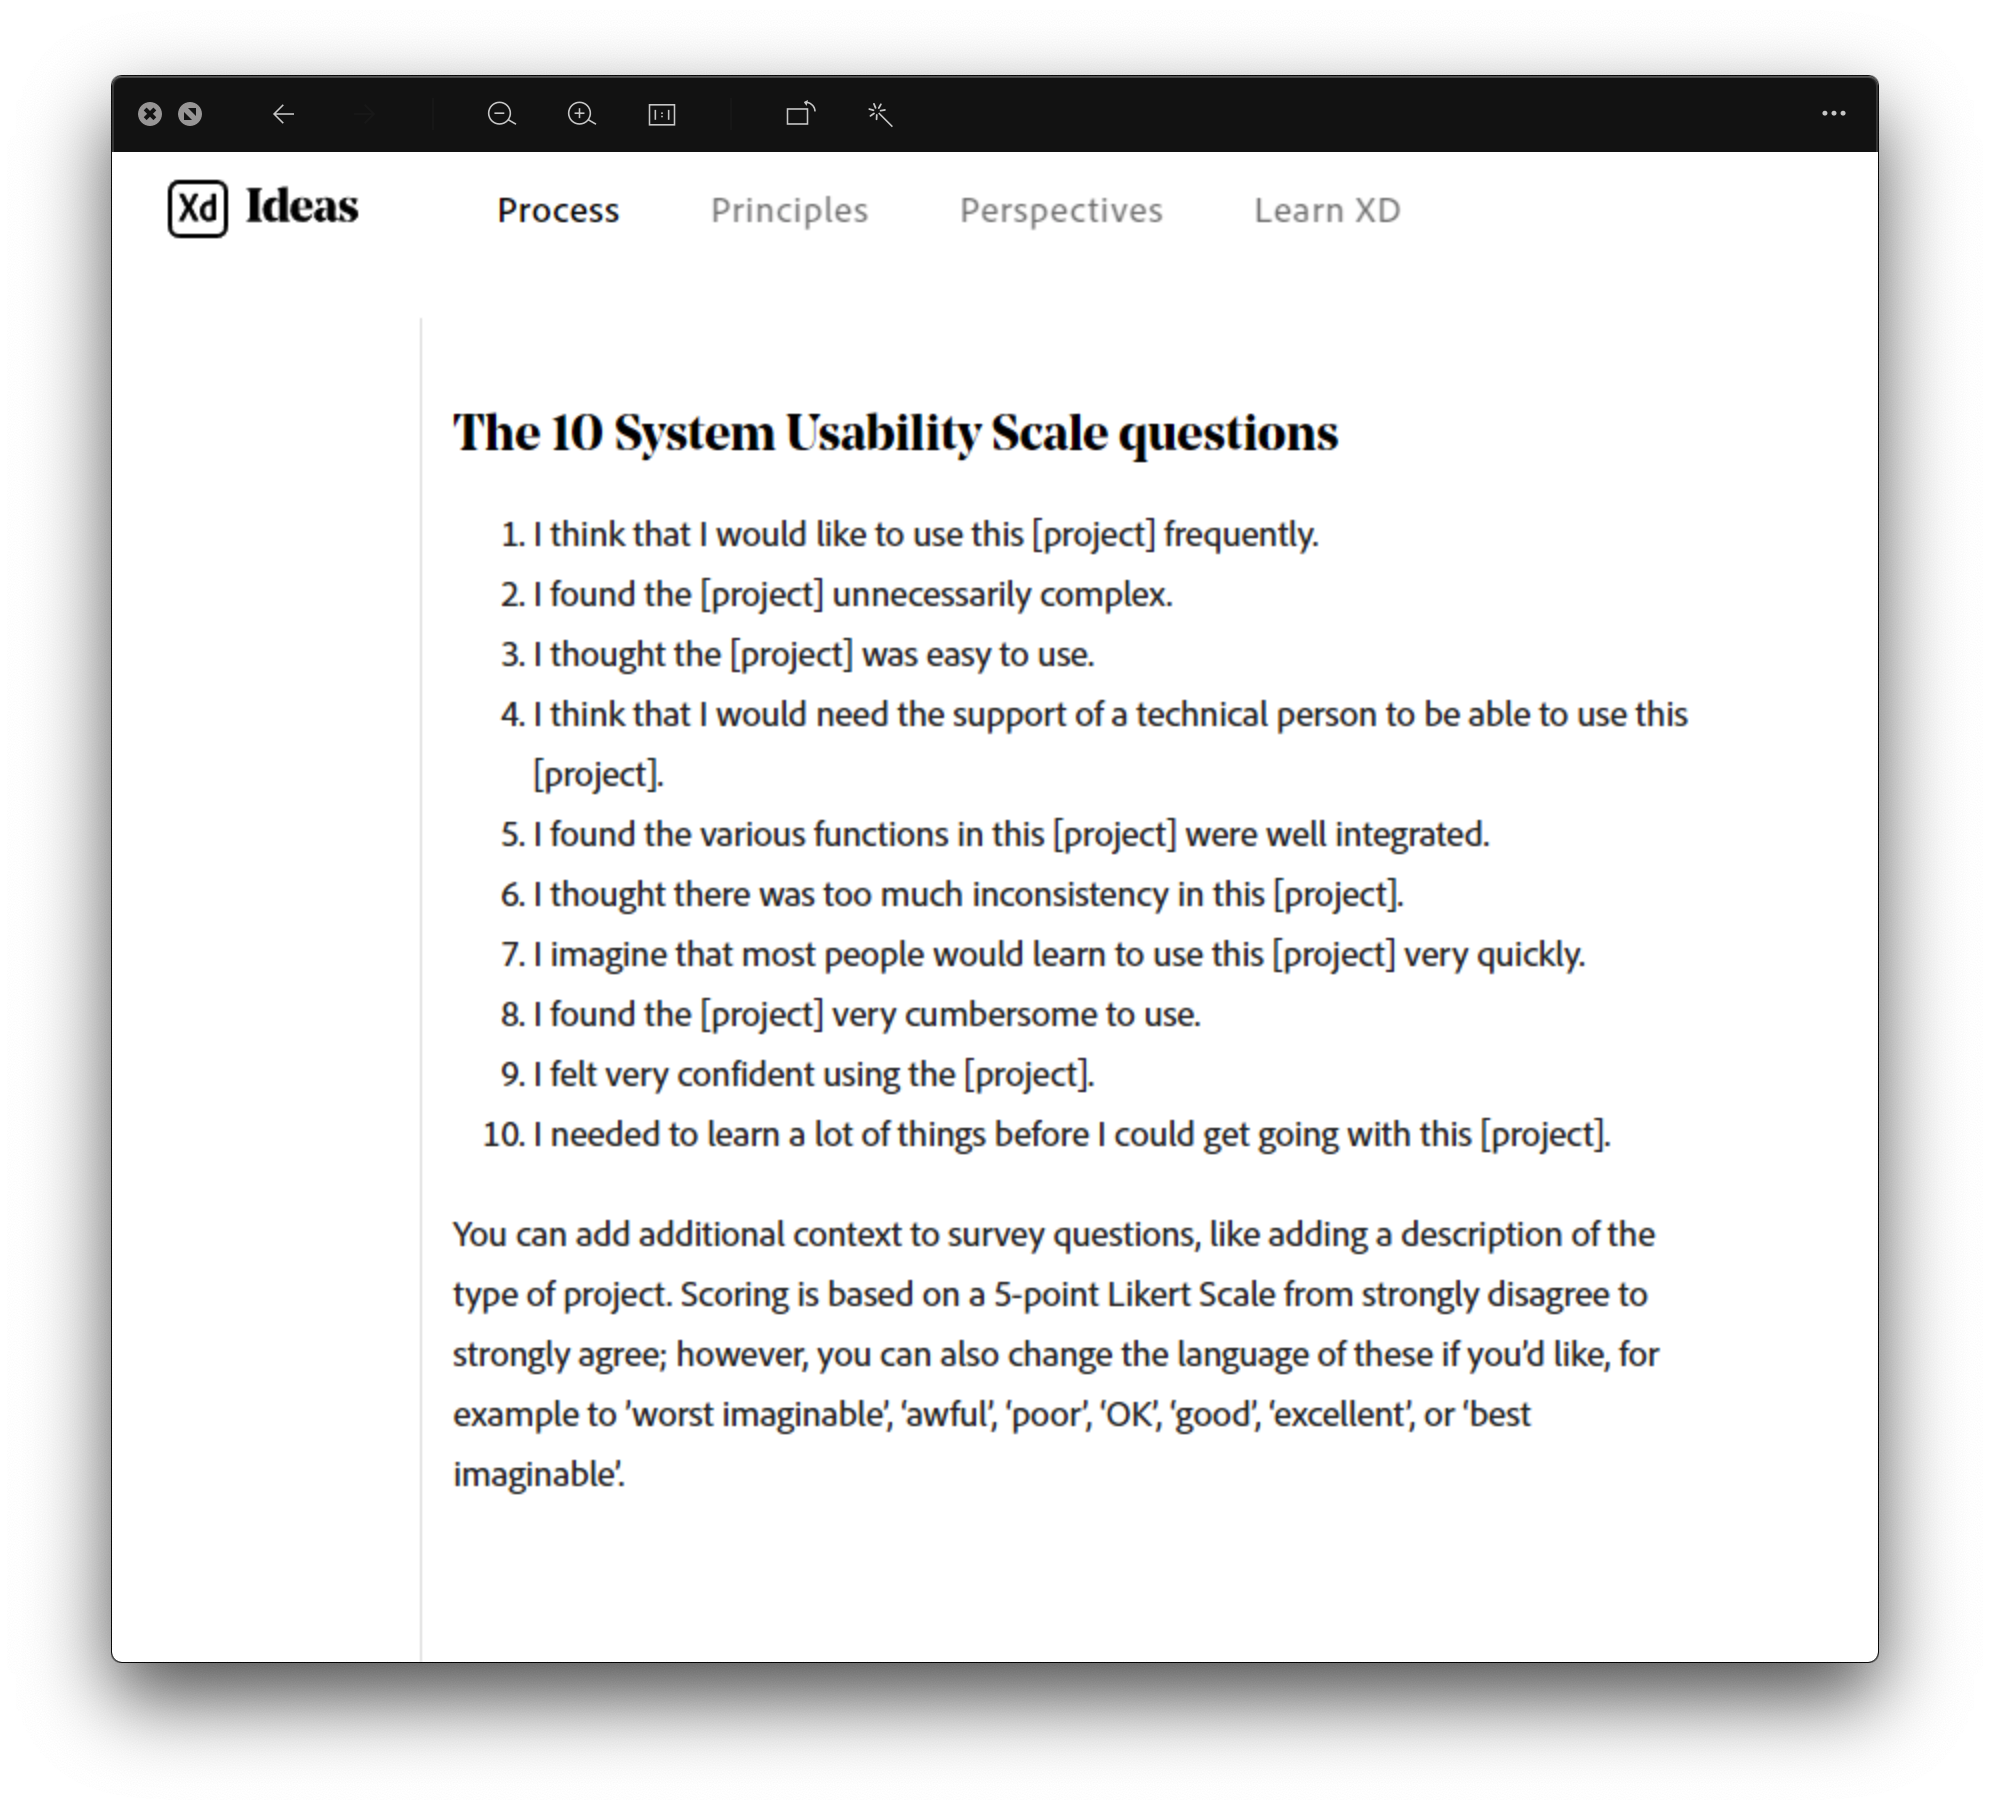 Xd Ideas Process Principles Perspectives Learn XD
The 10 System Usability Scale questions
1. I think that I would like to use this [project] frequently.
2. I found the [project] unnecessarily complex.
3. I thought the [project] was easy to use.
4. I think that I would need the support of a technical person to be able to use this
[project].
5. I found the various functions in this [project] were well integrated.
6. I thought there was too much inconsistency in this [project].
7. I imagine that most people would learn to use this [project] very quickly.
8. I found the [project] very cumbersome to use.
9. I felt very confident using the [project].
10. I needed to learn a lot of things before I could get going with this [project].
You can add additional context to survey questions, like adding a description of the
type of project. Scoring is based on a 5-point Likert Scale from strongly disagree to
strongly agree; however, you can also change the language of these if you’d like, for
example to ’worst imaginable’, ‘awful’, ‘poor’, ‘OK’, ‘good’, ‘excellent’, or ‘best
imaginable’.